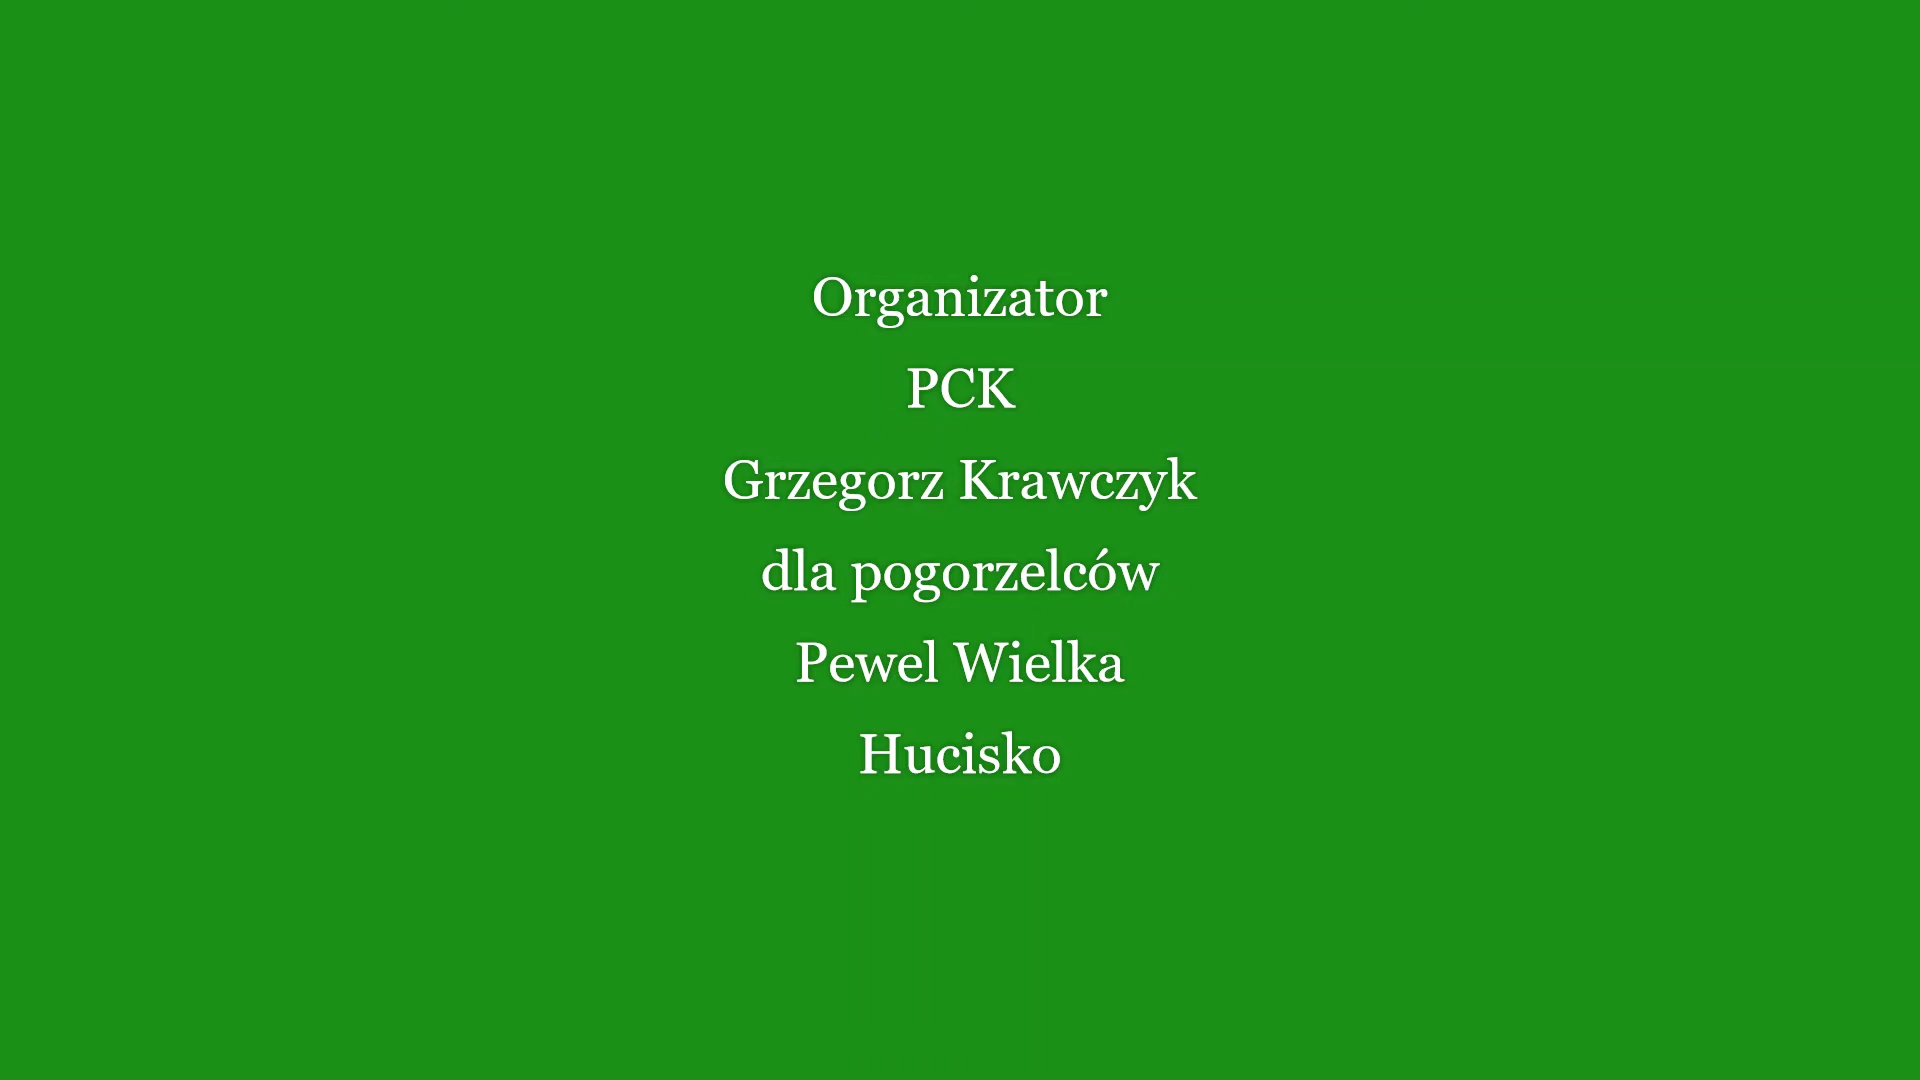 Organizator
PCK
Grzegorz Krawczyk
dla pogorzelców
Pewel Wielka
Hucisko